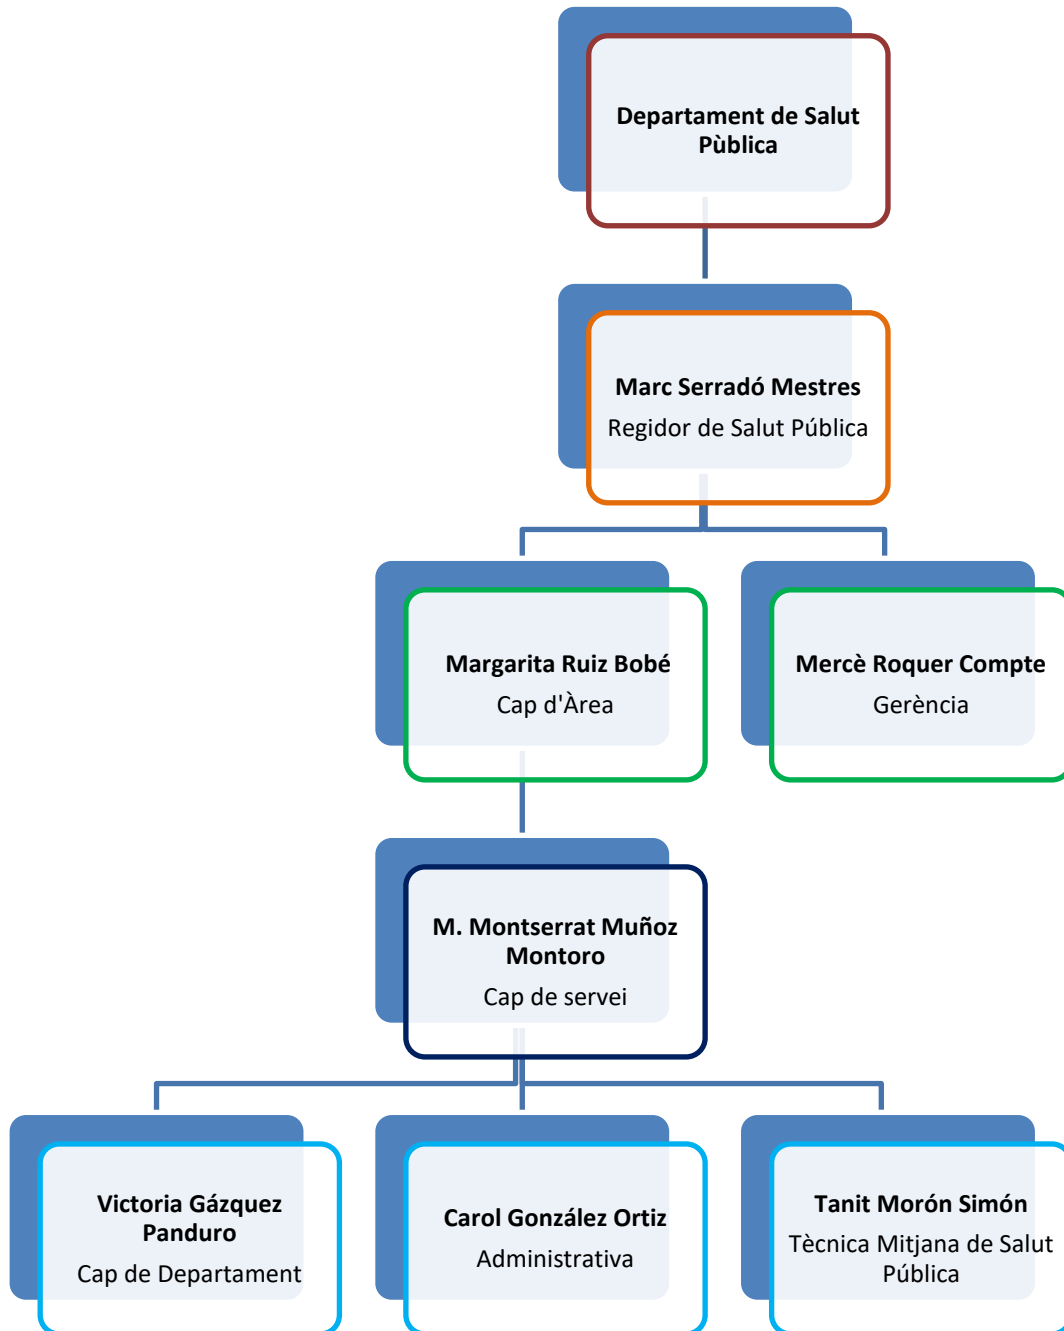 Departament de Salut
Pùblica
Marc Serradó Mestres
Regidor de Salut Pública
Margarita Ruiz Bobé
Cap d'Àrea
Mercè Roquer Compte
Gerència
M. Montserrat Muñoz
Montoro
Cap de servei
Victoria Gázquez
Panduro
Cap de Departament
Carol González Ortiz
Administrativa
Tanit Morón Simón
Tècnica Mitjana de Salut
Pública